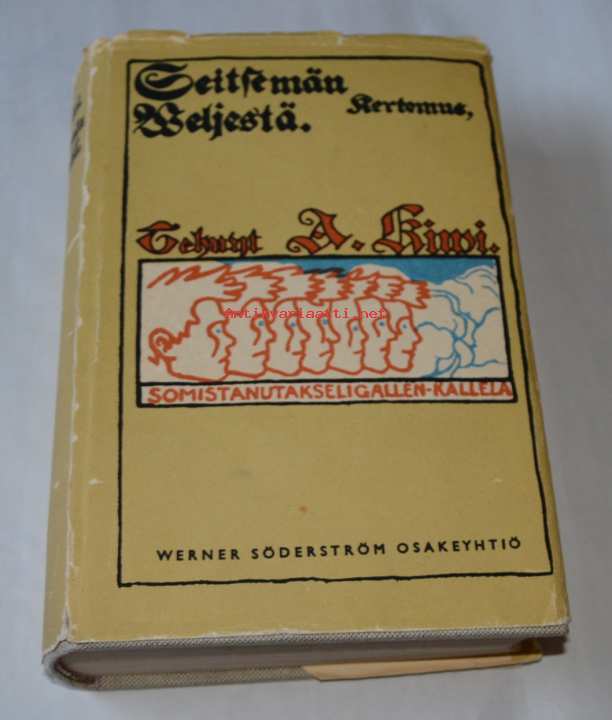 Seitsemän
Weljestä. Kertomus,
Tehnyt A. Kiwi.
Antikvariaatti.net
SOMISTANUT AKSELI GALLEN-KALLELA
WERNER SÖDERSTRÖM OSAKEYHTIÖ